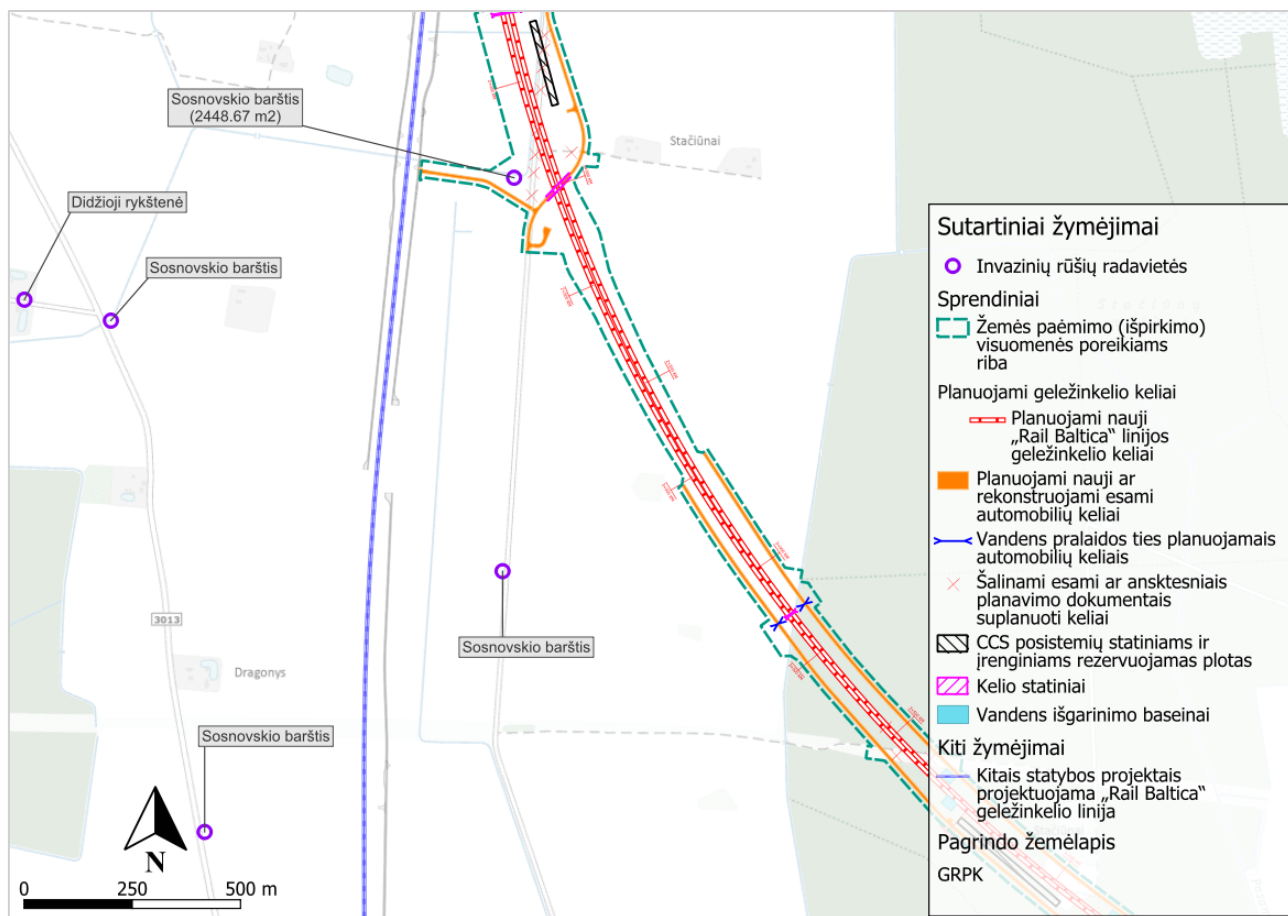 Sosnovskio barštis
(2448.67 m2)
Stačiūnai
Didžioji rykštenė
Sosnovskio barštis
3013
Sosnovskio barštis
Dragonys
Sosnovskio barštis
N
0 250 500 m
Sutartiniai žymėjimai
Invazinių rūšių radavietės
Sprendiniai
Žemės paėmimo (išpirkimo)
visuomenės poreikiams
riba
Planuojami geležinkelio keliai
Planuojami nauji
„Rail Baltica“ linijos
geležinkelio keliai
Planuojami nauji ar
rekonstruojami esami
automobilių keliai
Vandens pralaidos ties planuojamais
automobilių keliais
Šalinami esami ar ansktesniais
planavimo dokumentais
suplanuoti keliai
CCS posistemių statiniams ir
įrenginiams rezervuojamas plotas
Kelio statiniai
Vandens išgarinimo baseinai
Kiti žymėjimai
Kitais statybos projektais
projektuojama „Rail Baltica“
geležinkelio linija
Pagrindo žemėlapis
GRPK